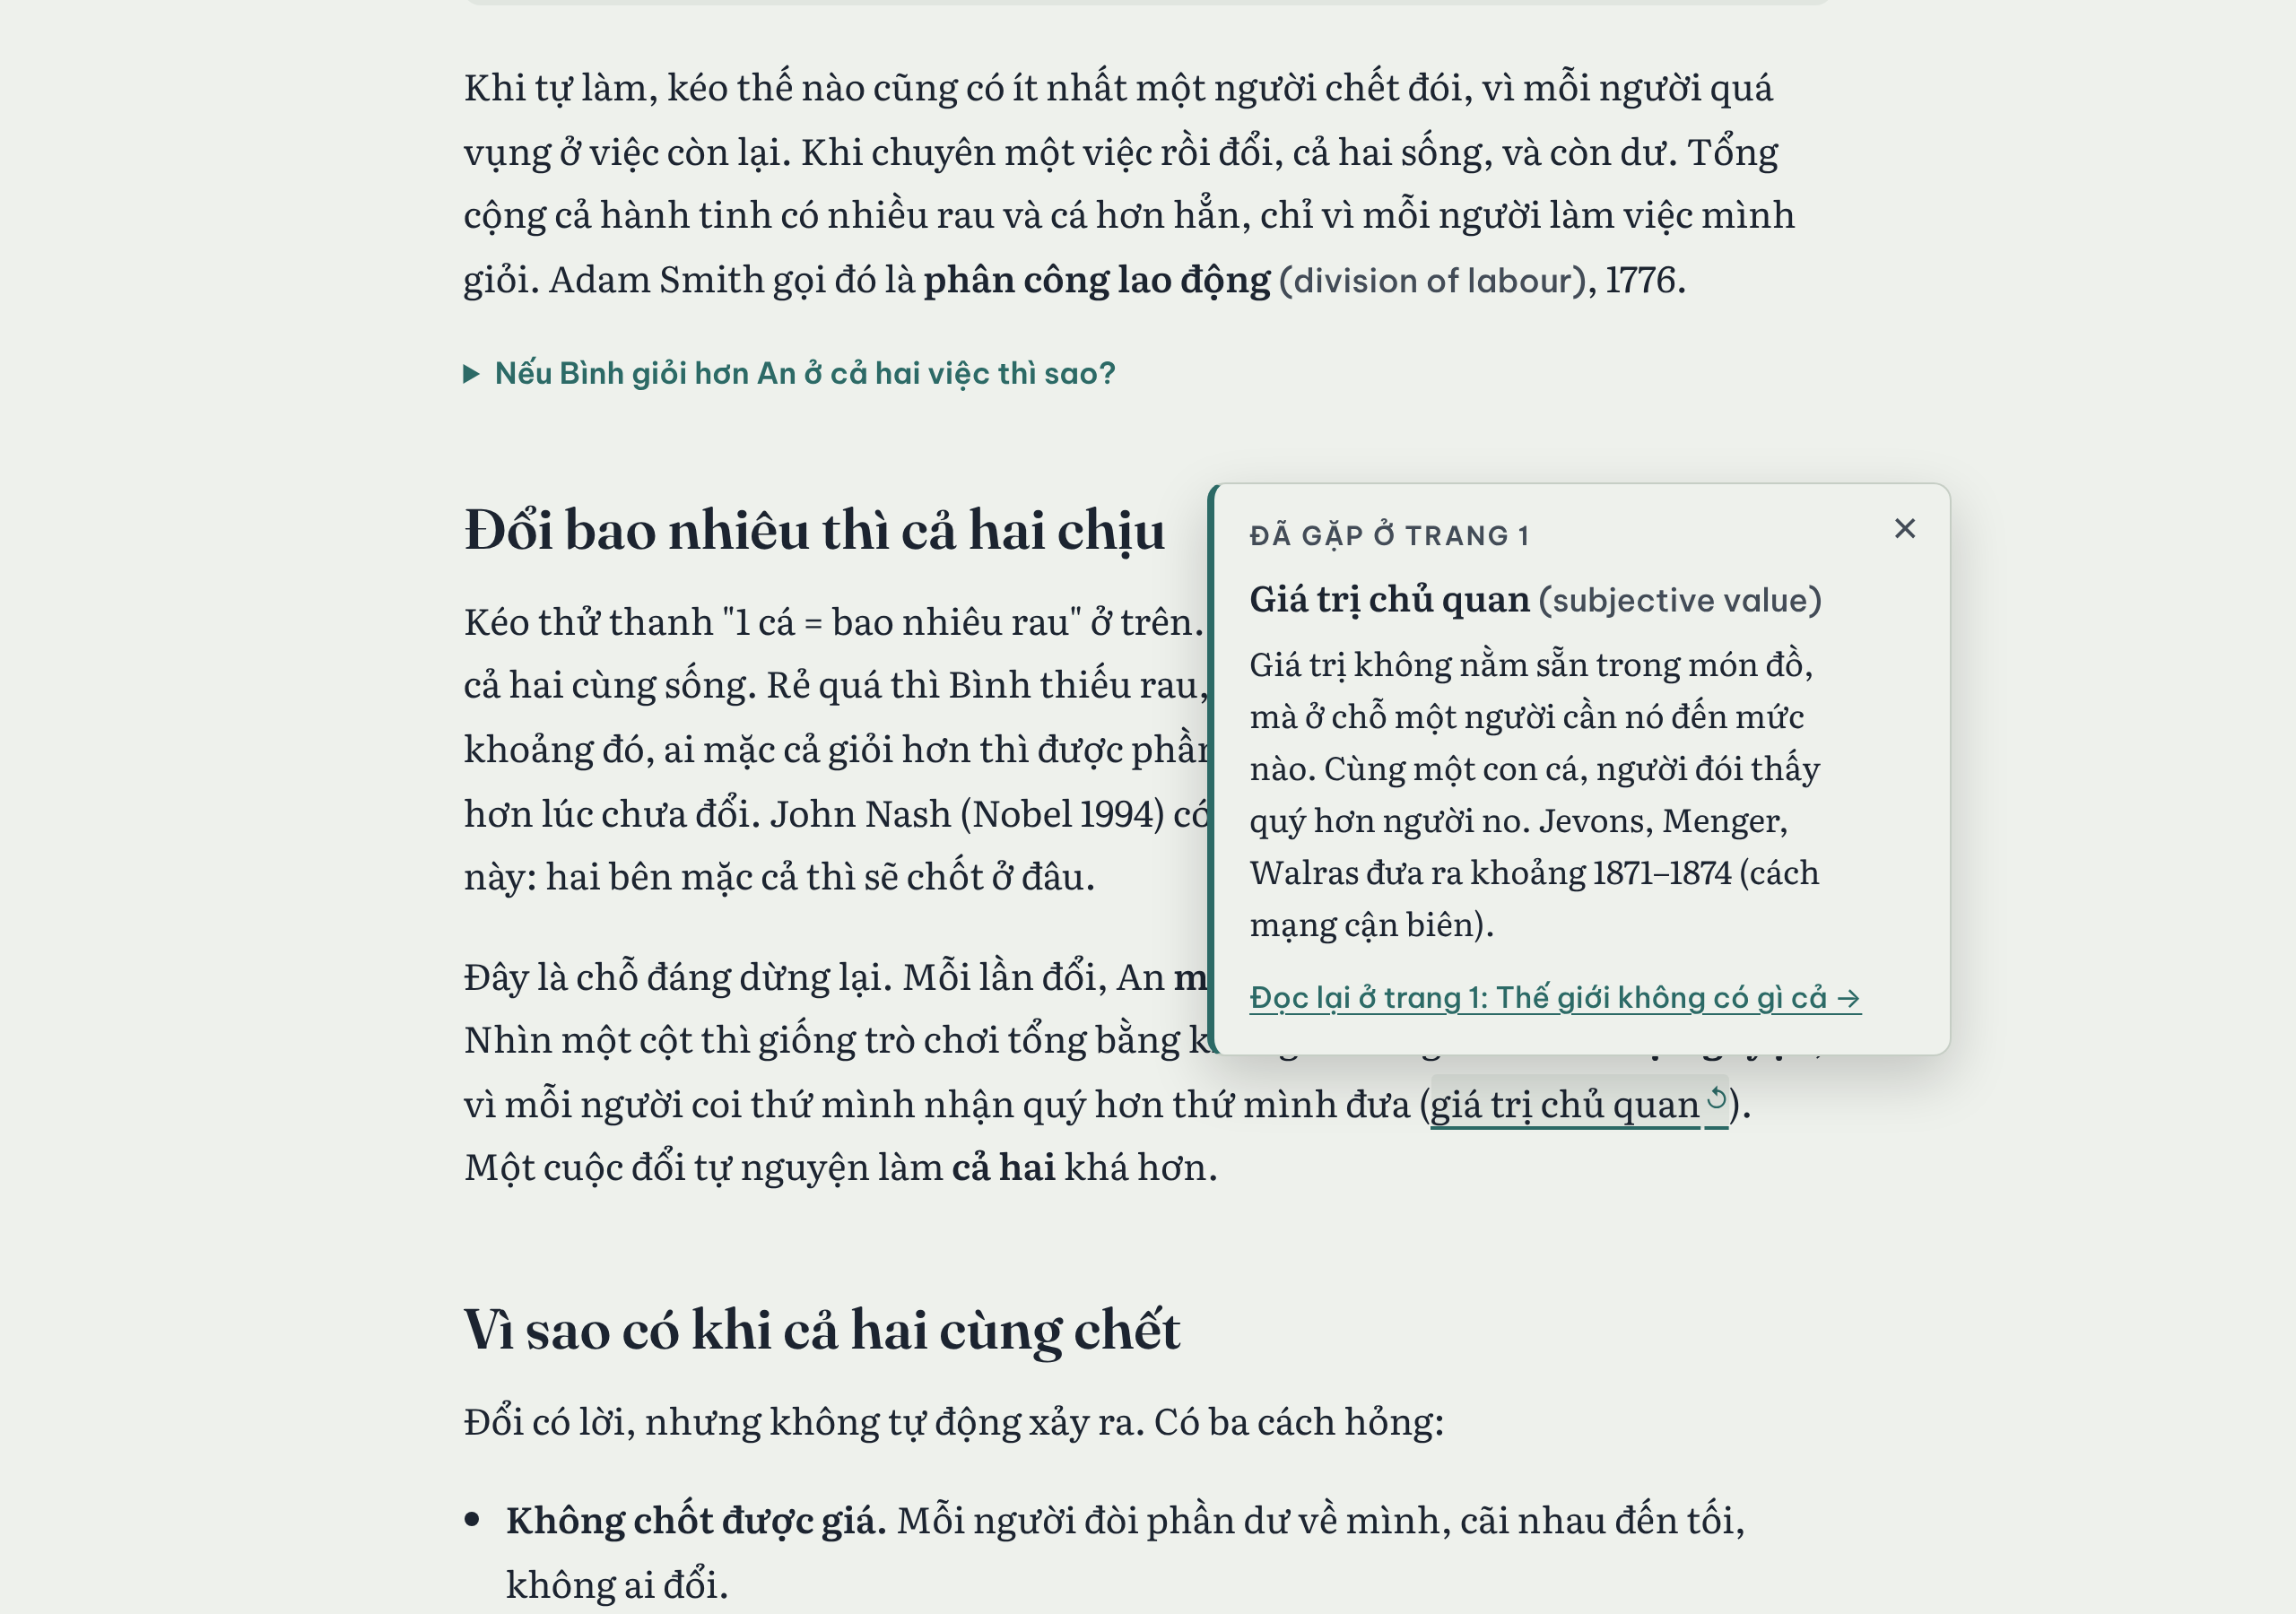 Khi tự làm, kéo thế nào cũng có ít nhất một người chết đói, vì mỗi người quá
vụng ở việc còn lại. Khi chuyên một việc rồi đổi, cả hai sống, và còn dư. Tổng
cộng cả hành tinh có nhiều rau và cá hơn hẳn, chỉ vì mỗi người làm việc mình
giỏi. Adam Smith gọi đó là phân công lao động (division of labour), 1776.
▶ Nếu Bình giỏi hơn An ở cả hai việc thì sao?
Đổi bao nhiêu thì cả hai chịu
Kéo thử thanh "1 cá = bao nhiêu rau" ở trên.
cả hai cùng sống. Rẻ quá thì Bình thiếu rau,
khoảng đó, ai mặc cả giỏi hơn thì được phần
hơn lúc chưa đổi. John Nash (Nobel 1994) có
này: hai bên mặc cả thì sẽ chốt ở đâu.
Đây là chỗ đáng dừng lại. Mỗi lần đổi, An
Nhìn một cột thì giống trò chơi tổng bằng
vì mỗi người coi thứ mình nhận quý hơn thứ mình đưa (giá trị chủ quan↺).
Một cuộc đổi tự nguyện làm cả hai khá hơn.
ĐÃ GẶP Ở TRANG 1 ✕
Giá trị chủ quan (subjective value)
Giá trị không nằm sẵn trong món đồ,
mà ở chỗ một người cần nó đến mức
nào. Cùng một con cá, người đói thấy
quý hơn người no. Jevons, Menger,
Walras đưa ra khoảng 1871–1874 (cách
mạng cận biên).
Đọc lại ở trang 1: Thế giới không có gì cả →
Vì sao có khi cả hai cùng chết
Đổi có lời, nhưng không tự động xảy ra. Có ba cách hỏng:
• Không chốt được giá. Mỗi người đòi phần dư về mình, cãi nhau đến tối,
không ai đổi.